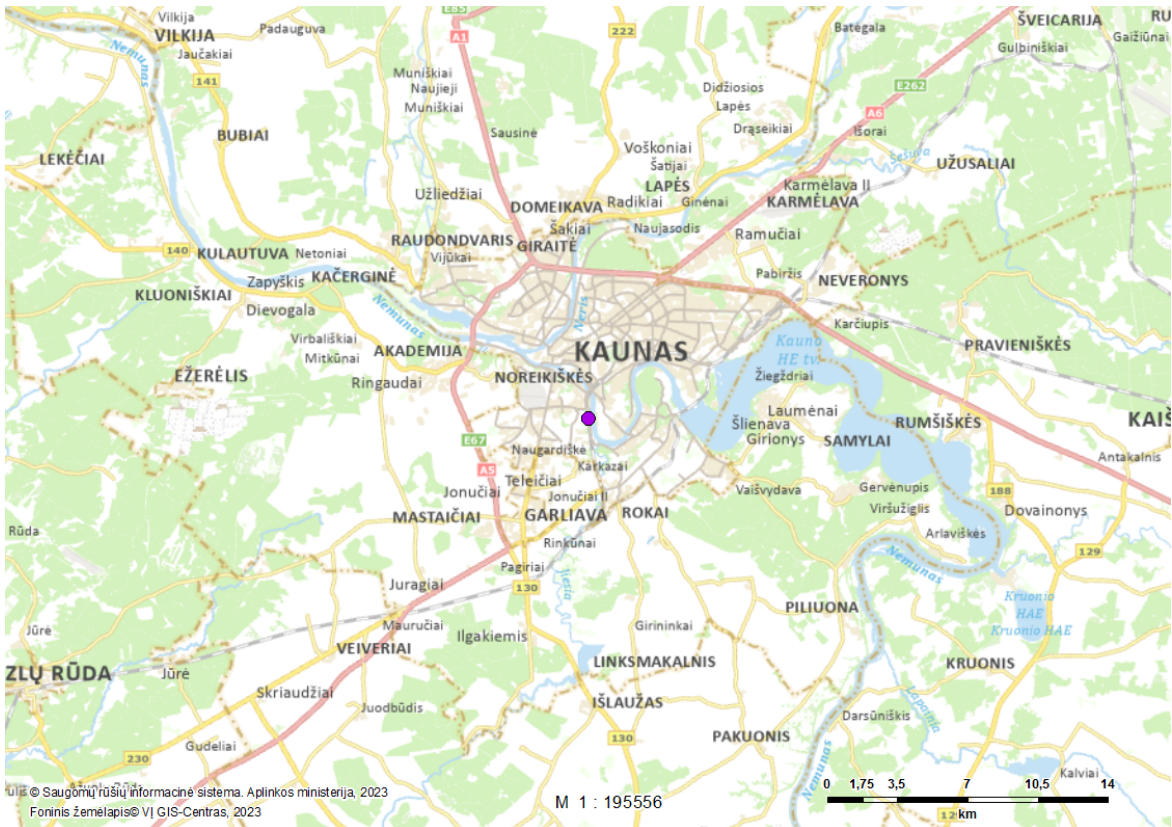 Vilkija
VILKIJA
Padauguva
Jaučakiai
Nemunas
141
BUBIAI
LEKĖČIAI
E85
A1
222
Muniškiai
Naujieji
Muniškiai
Sausinė
Batėgala
ŠVEICARIJA
RU
Gaižiūnai
Gulbiniškiai
Didžiosios
Lapės
Drąseikiai
E262
A6
Išorai
Šešuva
UŽUSALIAI
Voškoniai
Šatijai
LAPĖS
Užliedžiai
DOMEIKAVA
Radikiai
Ginėnai
Karmėlava II
KARMĖLAVA
Šakiai
Naujasodis
Ramučiai
RAUDONDVARIS
GIRAITĖ
Vijūkai
140
KULAUTUVA
Netoniai
Zapyškis
KAČERGINĖ
KLUONIŠKIAI
Dievogala
Nemunas
Neris
Pabiržis
NEVERONYS
Karčiupis
Virbališkiai
Mitkūnai
AKADEMIJA
KAUNAS
Kauno
HE tv.
PRAVIENIŠKĖS
EŽERĖLIS
Ringaudai
NOREIKIŠKĖS
Žiegždriai
Laumėnai
Šlienava
Girionys
SAMYLAI
RUMŠIŠKĖS
KAIŠ
Antakalnis
E67
A5
Naugardiškė
Karkazai
Teleičiai
Jonučiai
Jonučiai II
MASTAIČIAI
GARLIAVA
ROKAI
Vaišvydava
Gervėnupis
Viršužiglis
188
Dovainonys
Arlaviškės
Rūda
Rinkūnai
Pagiriai
130
Jiesia
Nemunas
129
Juragiai
PILIUONA
Kruonio
HAE
Kruonio HAE
Jūrė
Mauručiai
Ilgakiemis
Girininkai
VEIVERIAI
LINKSMAKALNIS
KRUONIS
ZLŲ RŪDA
Jūrė
Skriaudžiai
Juodbūdis
IŠLAUŽAS
Lapainia
Darsūniškis
230
Gudeliai
130
PAKUONIS
Nemunas
Kalviai
© Saugomų rūšių informacinė sistema. Aplinkos ministerija, 2023
Foninis žemėlapis© VĮ GIS-Centras, 2023
M 1 : 195556
0 1,75 3,5 7 10,5 14
km